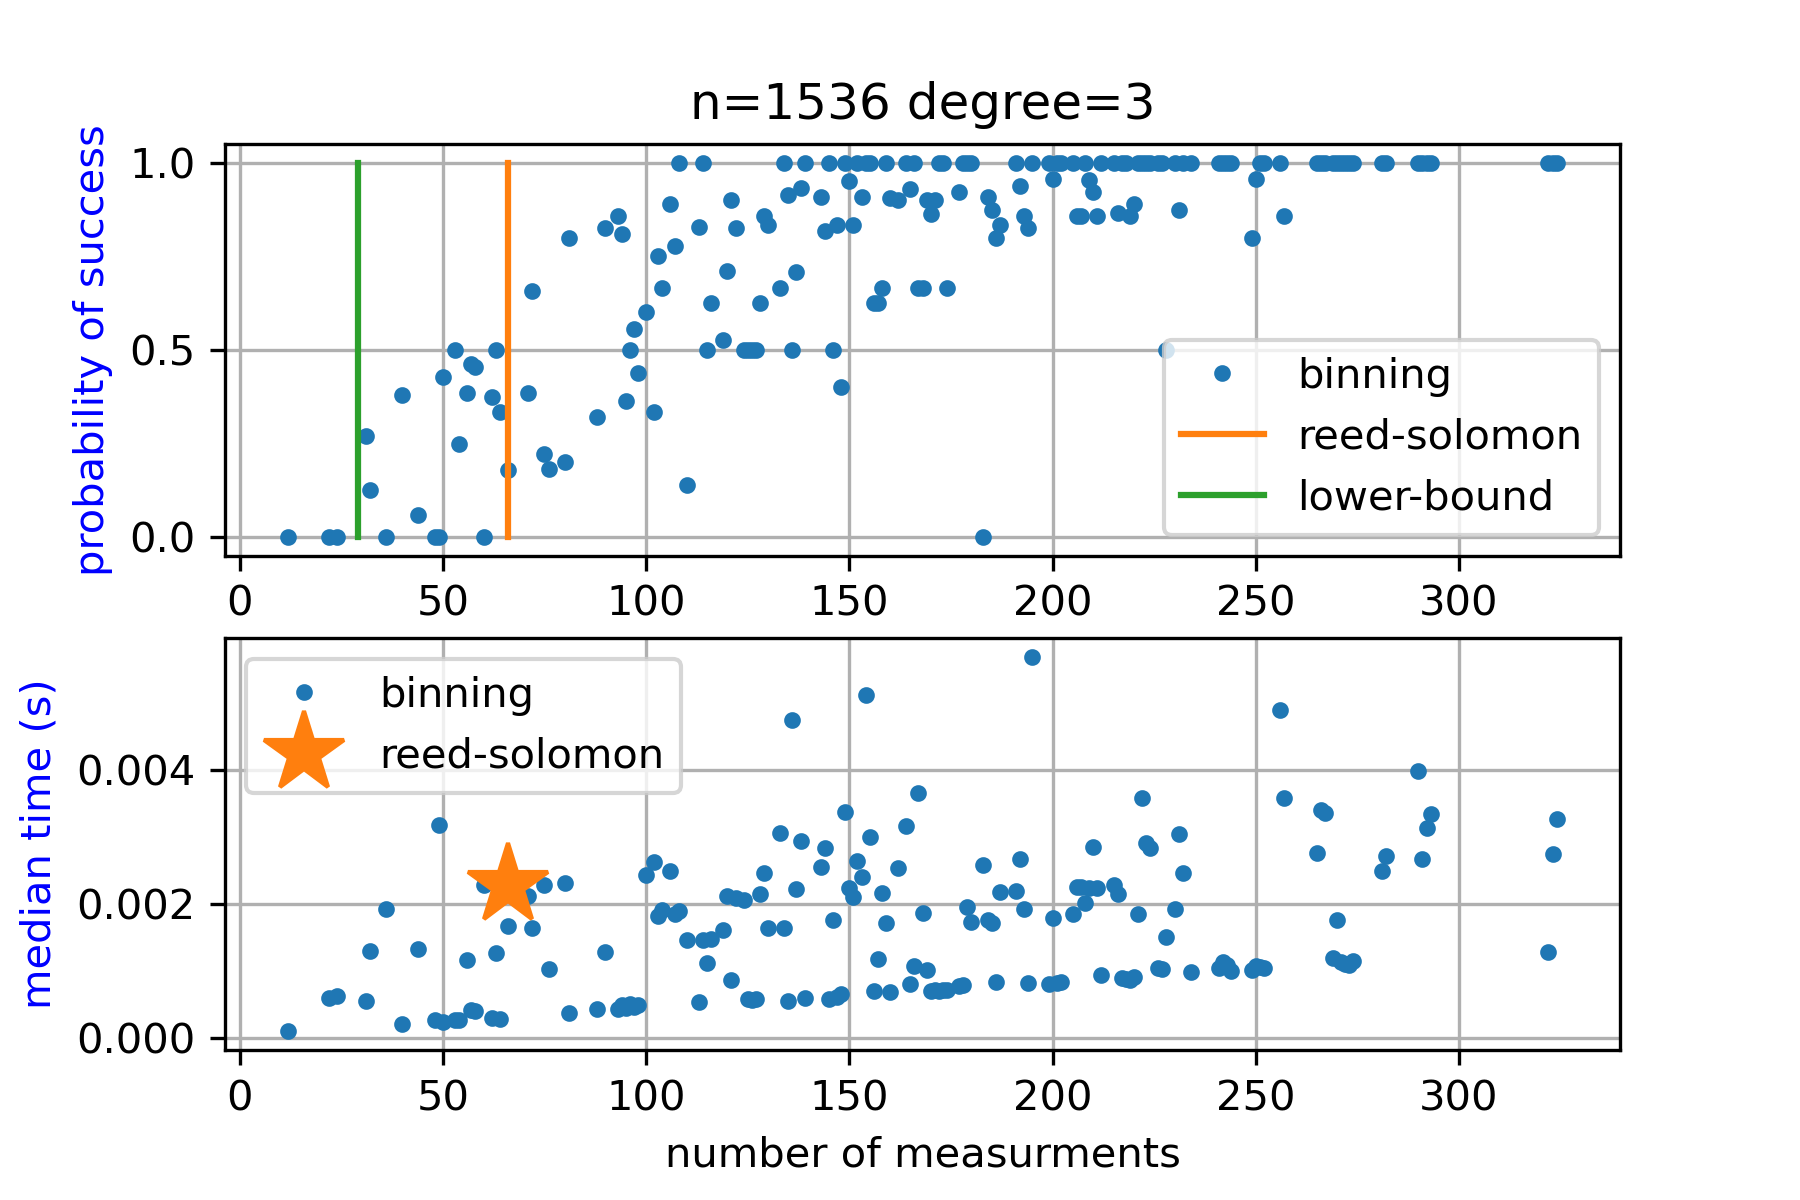 n=1536 degree=3
probability of success
1.0
0.5
0.0
binning
reed-solomon
lower-bound
0 50 100 150 200 250 300
median time (s)
binning
reed-solomon
0.004
0.002
0.000
0 50 100 150 200 250 300
number of measurments